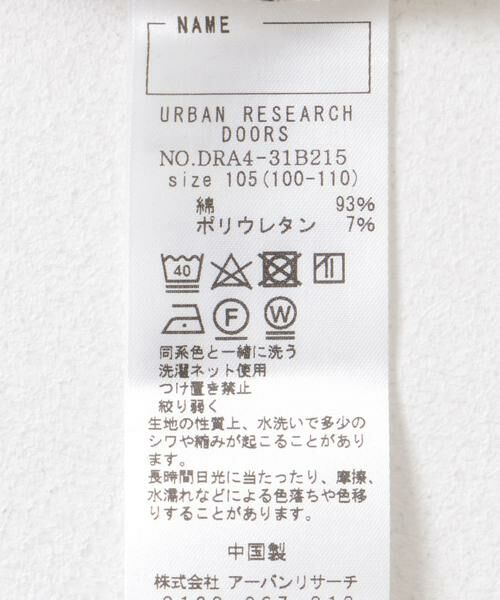 NAME
URBAN RESEARCH
DOORS
NO.DRA4-31B215
size 105(100-110)
綿 93%
ポリウレタン 7%
40
F W
同系色と一緒に洗う
洗濯ネット使用
つけ置き禁止
絞り弱く
生地の性質上、水洗いで多少の
シワや縮みが起こることがあり
ます。
長時間日光に当たったり、摩擦、
水濡れなどによる色落ちや色移
りすることがあります。
中国製
株式会社 アーバンリサーチ